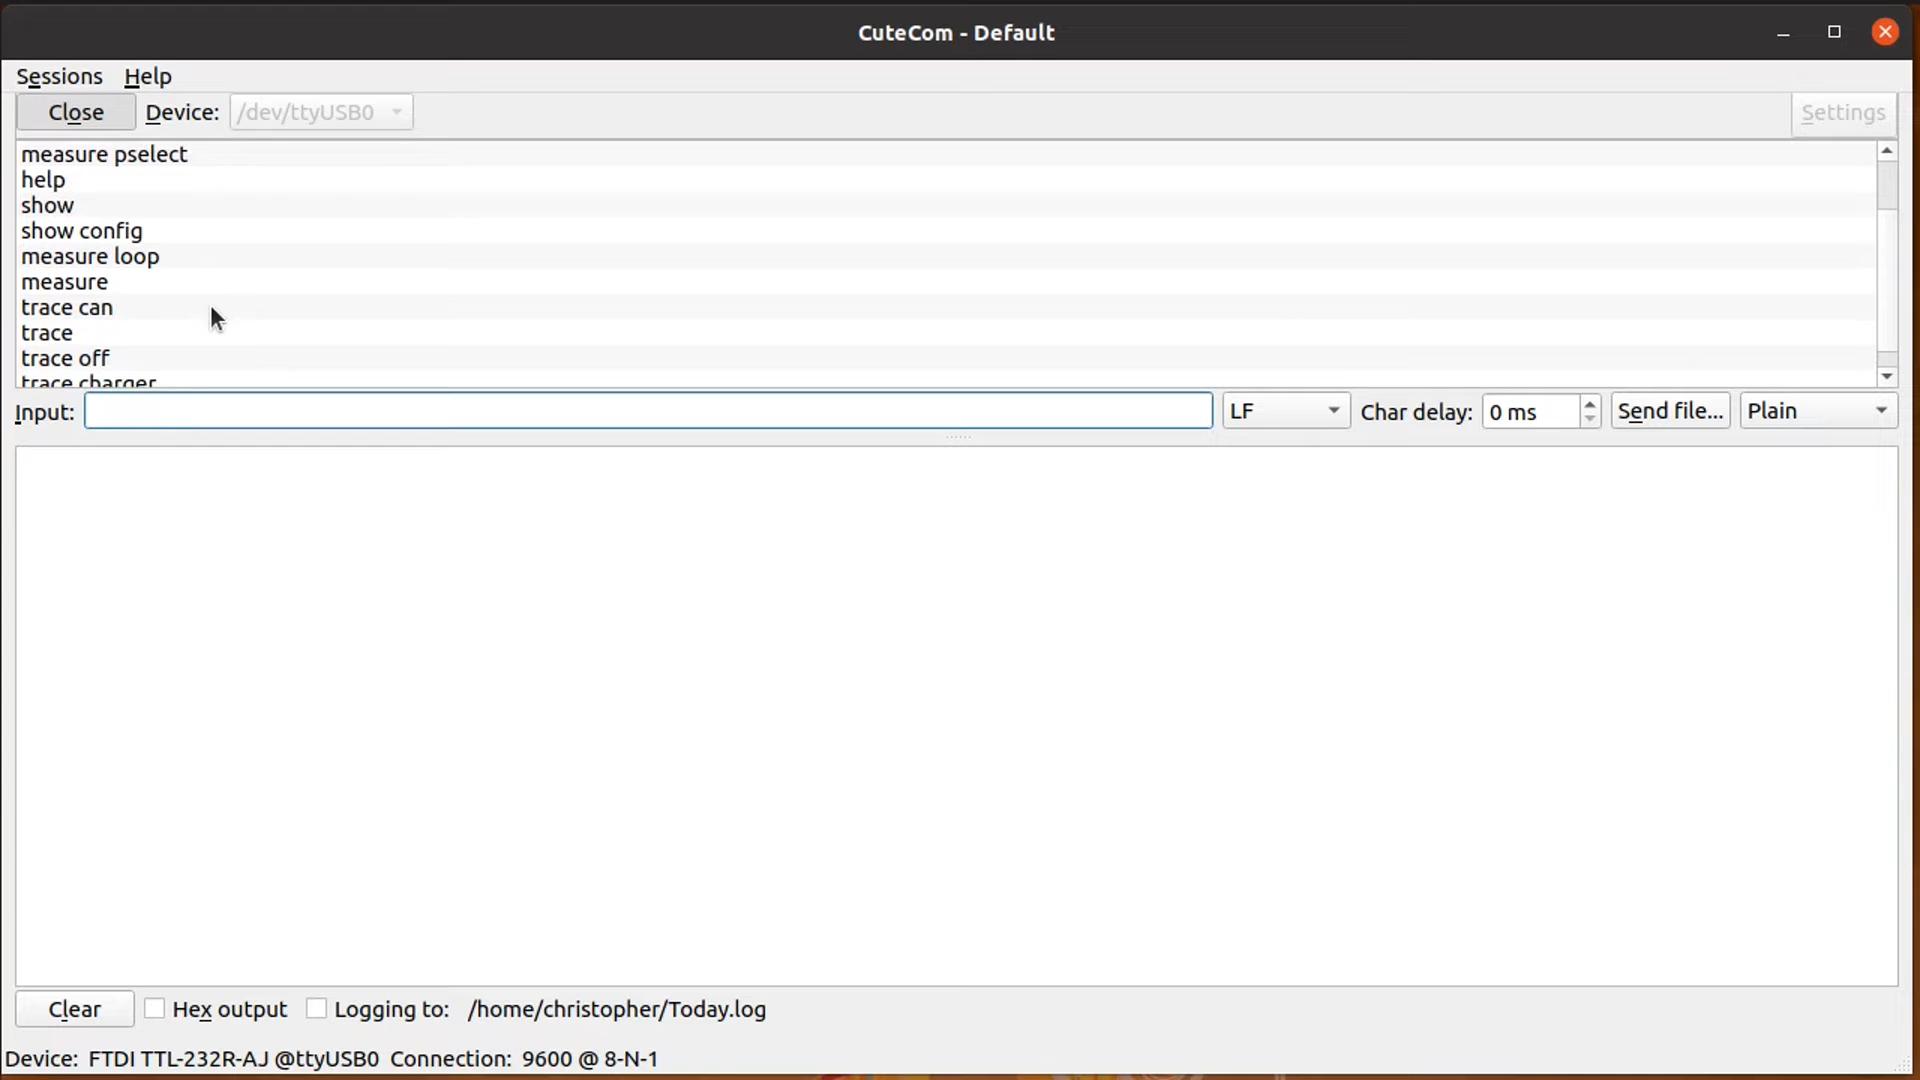 CuteCom - Default
Sessions Help
Close Device: /dev/ttyUSB0 Settings
measure pselect
help
show
show config
measure loop
measure
trace can
trace
trace off
trace charger
Input: LF Char delay: 0 ms Send file... Plain
Clear Hex output Logging to: /home/christopher/Today.log
Device: FTDI TTL-232R-AJ @ttyUSB0 Connection: 9600 @ 8-N-1